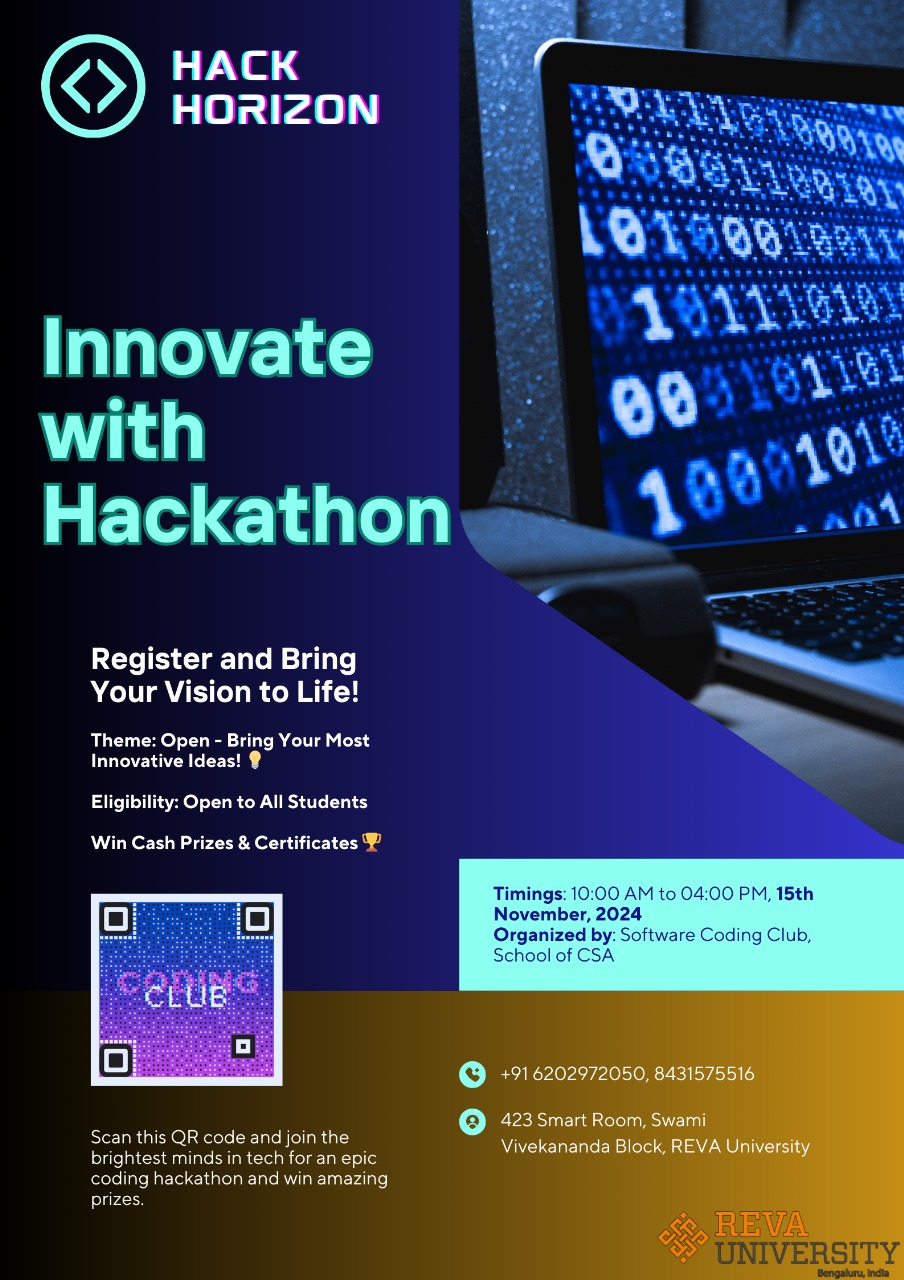 HACK
HORIZON
Innovate
with
Hackathon
Register and Bring
Your Vision to Life!
Theme: Open - Bring Your Most
Innovative Ideas! 💡
Eligibility: Open to All Students
Win Cash Prizes & Certificates 🏆
Timings: 10:00 AM to 04:00 PM, 15th
November, 2024
Organized by: Software Coding Club,
School of CSA
CODING
CLUB
+91 6202972050, 8431575516
423 Smart Room, Swami
Vivekananda Block, REVA University
Scan this QR code and join the
brightest minds in tech for an epic
coding hackathon and win amazing
prizes.
REVA
UNIVERSITY
Bengaluru, India